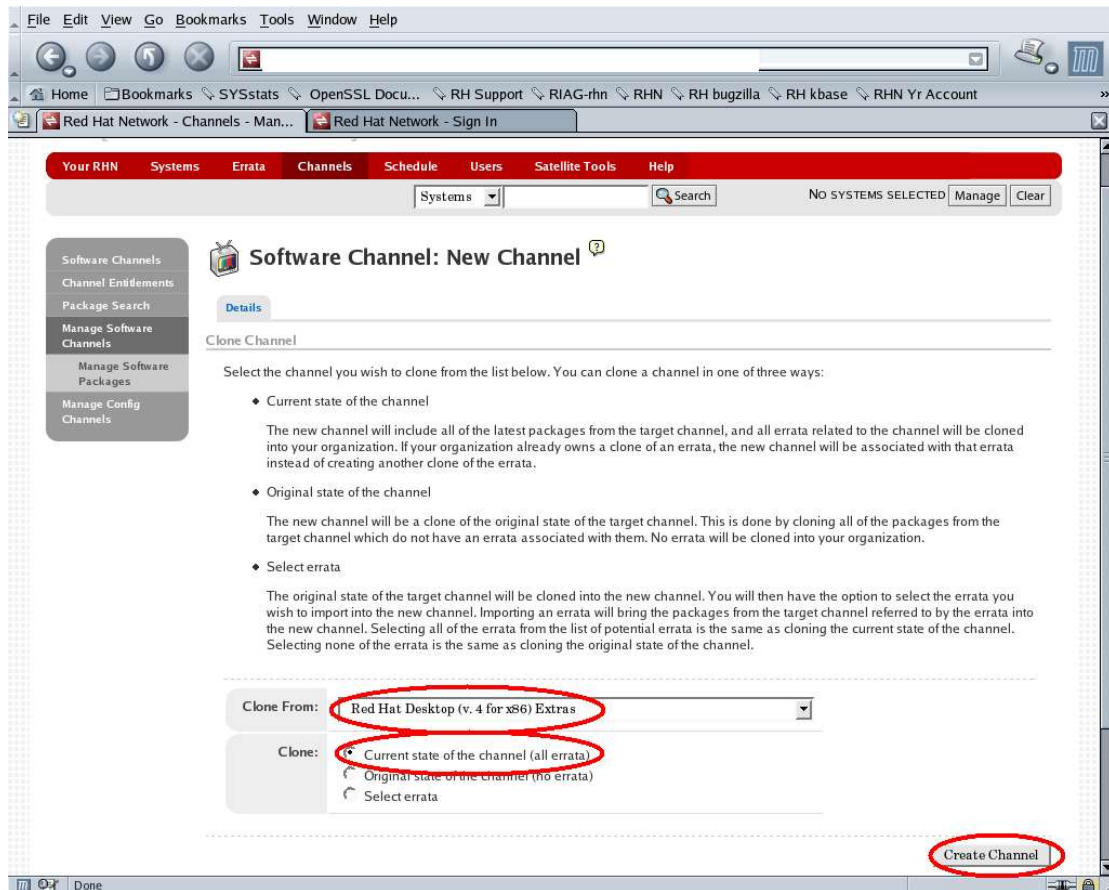 File Edit View Go Bookmarks Tools Window Help
Home Bookmarks SYSstats OpenSSL Docu... RH Support RIAG-rhn RHN RH bugzilla RH kbase RHN Yr Account »
Red Hat Network - Channels - Man... Red Hat Network - Sign In
Your RHN Systems Errata Channels Schedule Users Satellite Tools Help
Systems Search NO SYSTEMS SELECTED Manage Clear
Software Channels
Channel Entitlements
Package Search
Manage Software
Channels
Manage Software
Packages
Manage Config
Channels
Software Channel: New Channel ?
Details
Clone Channel
Select the channel you wish to clone from the list below. You can clone a channel in one of three ways:
◆ Current state of the channel
The new channel will include all of the latest packages from the target channel, and all errata related to the channel will be cloned
into your organization. If your organization already owns a clone of an errata, the new channel will be associated with that errata
instead of creating another clone of the errata.
◆ Original state of the channel
The new channel will be a clone of the original state of the target channel. This is done by cloning all of the packages from the
target channel which do not have an errata associated with them. No errata will be cloned into your organization.
◆ Select errata
The original state of the target channel will be cloned into the new channel. You will then have the option to select the errata you
wish to import into the new channel. Importing an errata will bring the packages from the target channel referred to by the errata into
the new channel. Selecting all of the errata from the list of potential errata is the same as cloning the current state of the channel.
Selecting none of the errata is the same as cloning the original state of the channel.
Clone From: Red Hat Desktop (v. 4 for x86) Extras
Clone: Current state of the channel (all errata)
Original state of the channel (no errata)
Select errata
Create Channel
Done